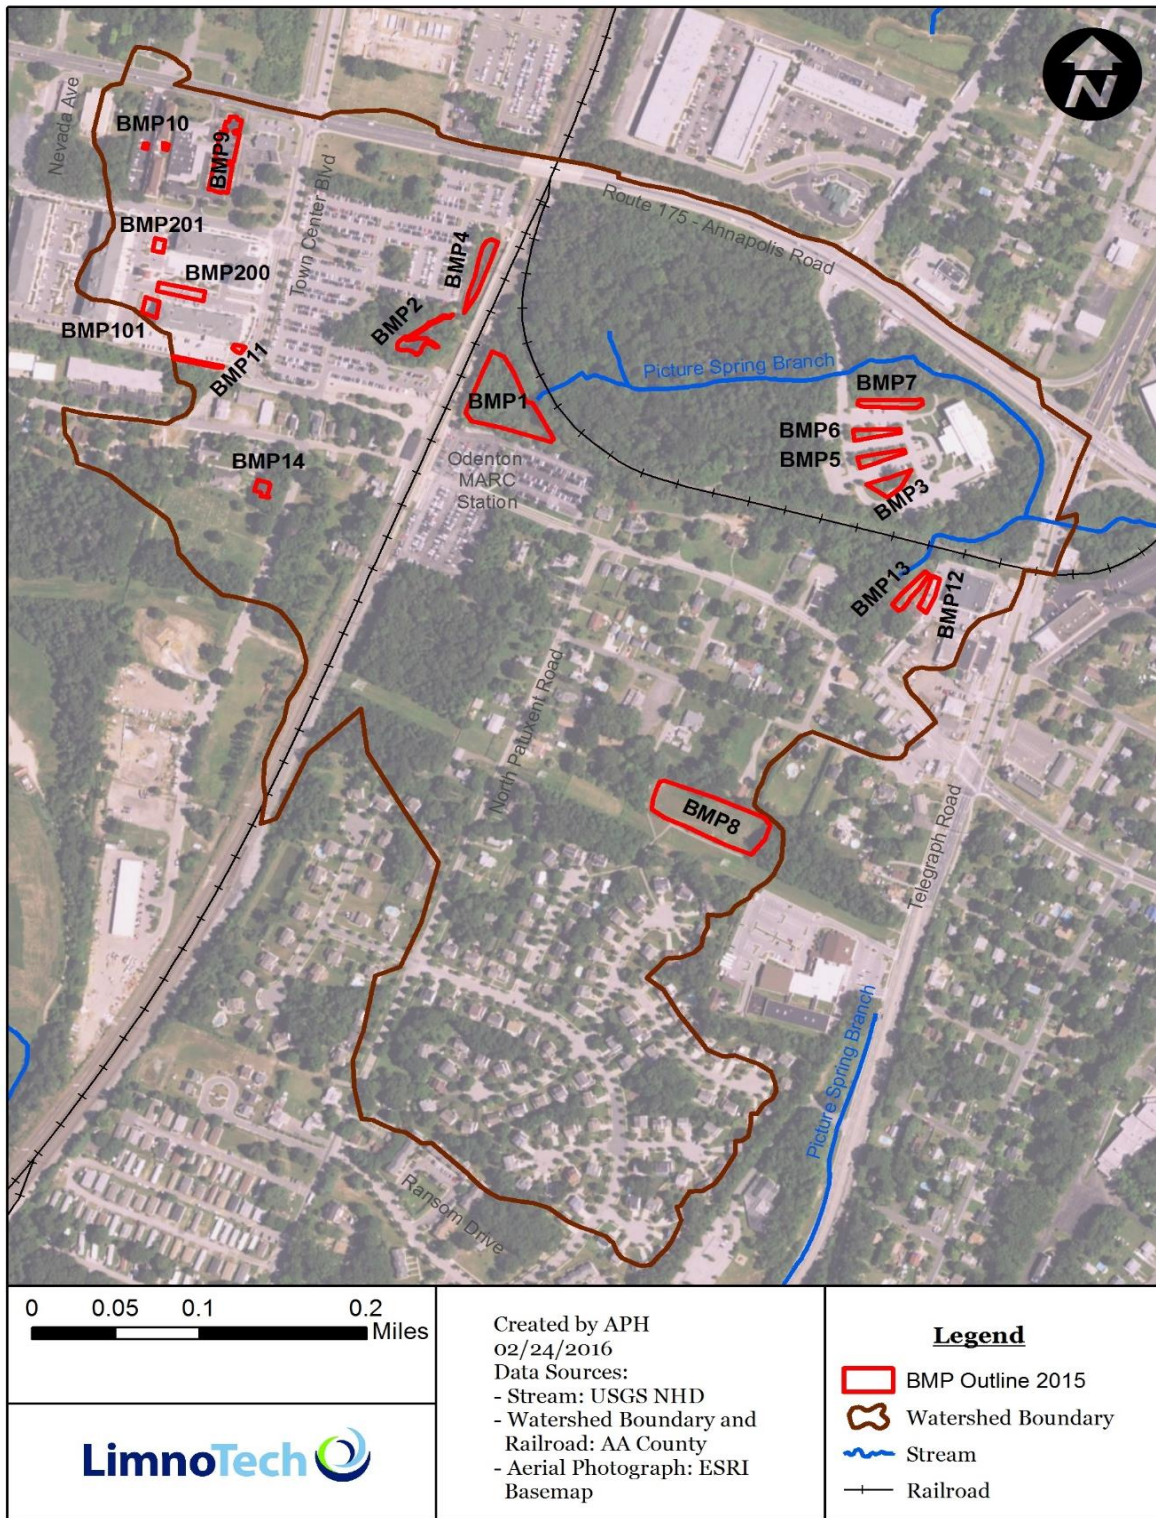 N
Nevada Ave
BMP10
BMP9
BMP201
BMP200
BMP101
BMP11
Town Center Blvd
BMP4
BMP2
Route 175 - Annapolis Road
BMP1
Picture Spring Branch
BMP7
BMP6
BMP5
BMP3
BMP14
Odenton
MARC
Station
BMP13
BMP12
North Patuxent Road
BMP8
Telegraph Road
Picture Spring Branch
Ransom Drive
0 0.05 0.1 0.2
Miles
LimnoTech
Created by APH
02/24/2016
Data Sources:
- Stream: USGS NHD
- Watershed Boundary and
Railroad: AA County
- Aerial Photograph: ESRI
Basemap
Legend
BMP Outline 2015
Watershed Boundary
Stream
Railroad